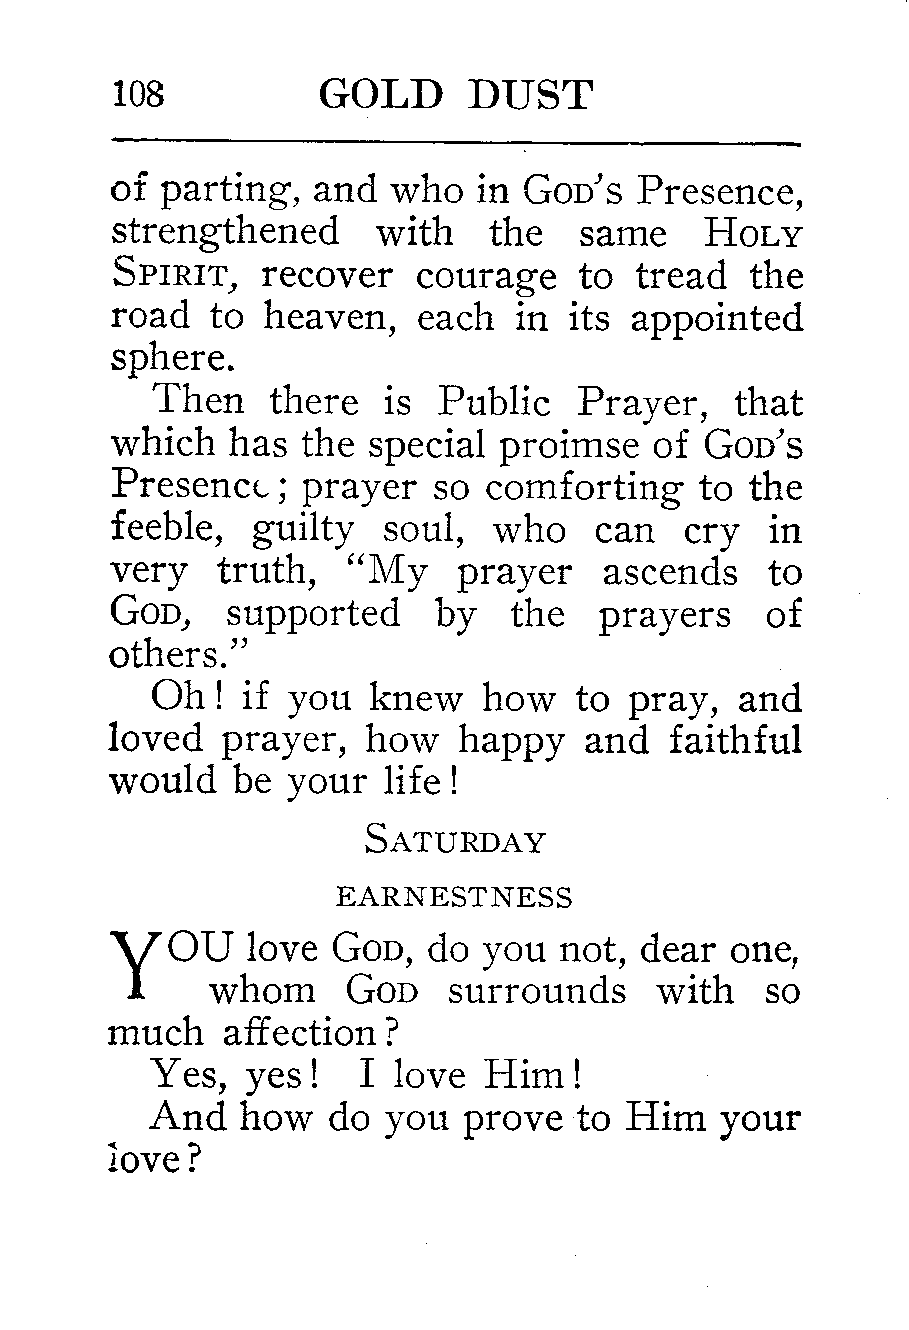 108 GOLD DUST
of parting, and who in GOD's Presence,
strengthened with the same HOLY
SPIRIT, recover courage to tread the
road to heaven, each in its appointed
sphere.
Then there is Public Prayer, that
which has the special proimse of GOD's
Presence; prayer so comforting to the
feeble, guilty soul, who can cry in
very truth, “My prayer ascends to
GOD, supported by the prayers of
others.”
Oh! if you knew how to pray, and
loved prayer, how happy and faithful
would be your life!
SATURDAY
EARNESTNESS
YOU love GOD, do you not, dear one,
whom GOD surrounds with so
much affection?
Yes, yes! I love Him!
And how do you prove to Him your
love?